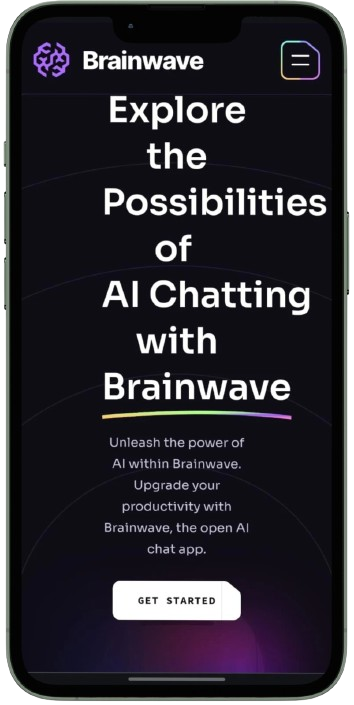 Brainwave
Explore
the
Possibilities
of
AI Chatting
with
Brainwave
Unleash the power of
AI within Brainwave.
Upgrade your
productivity with
Brainwave, the open AI
chat app.
GET STARTED